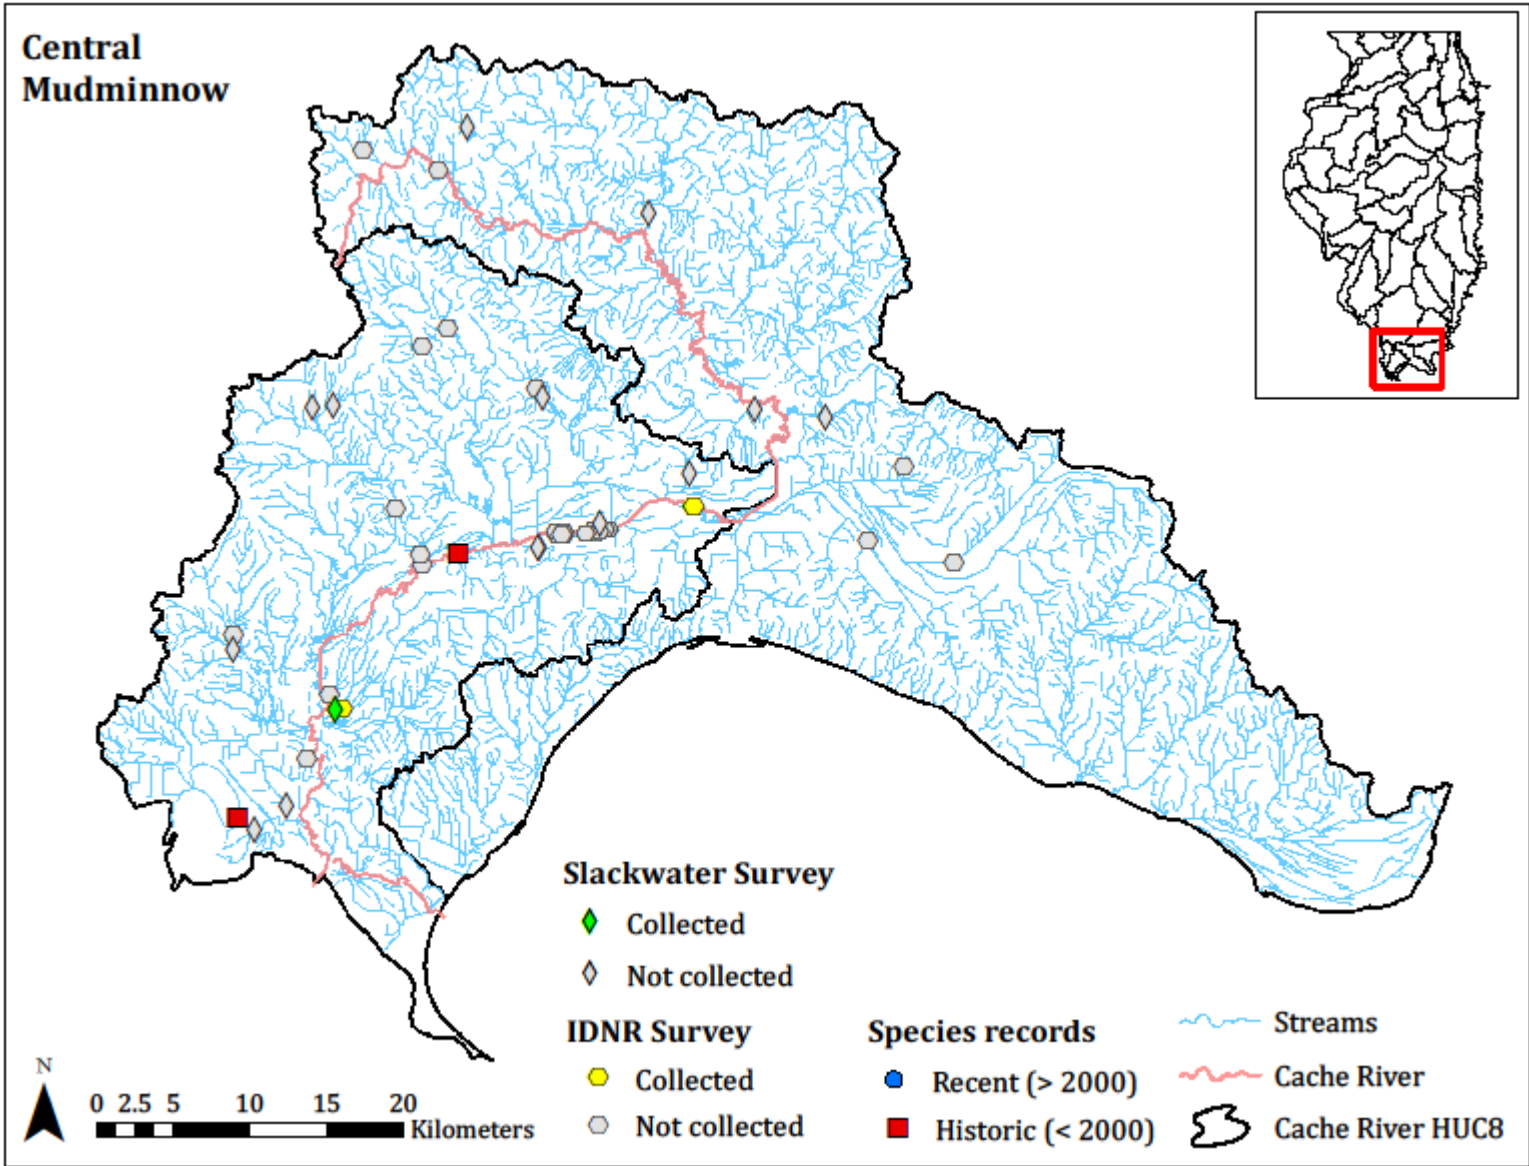 Central
Mudminnow
Slackwater Survey
Collected
Not collected
IDNR Survey
Collected
Not collected
Species records
Recent (> 2000)
Historic (< 2000)
Streams
Cache River
Cache River HUC8
N
0 2.5 5 10 15 20
Kilometers